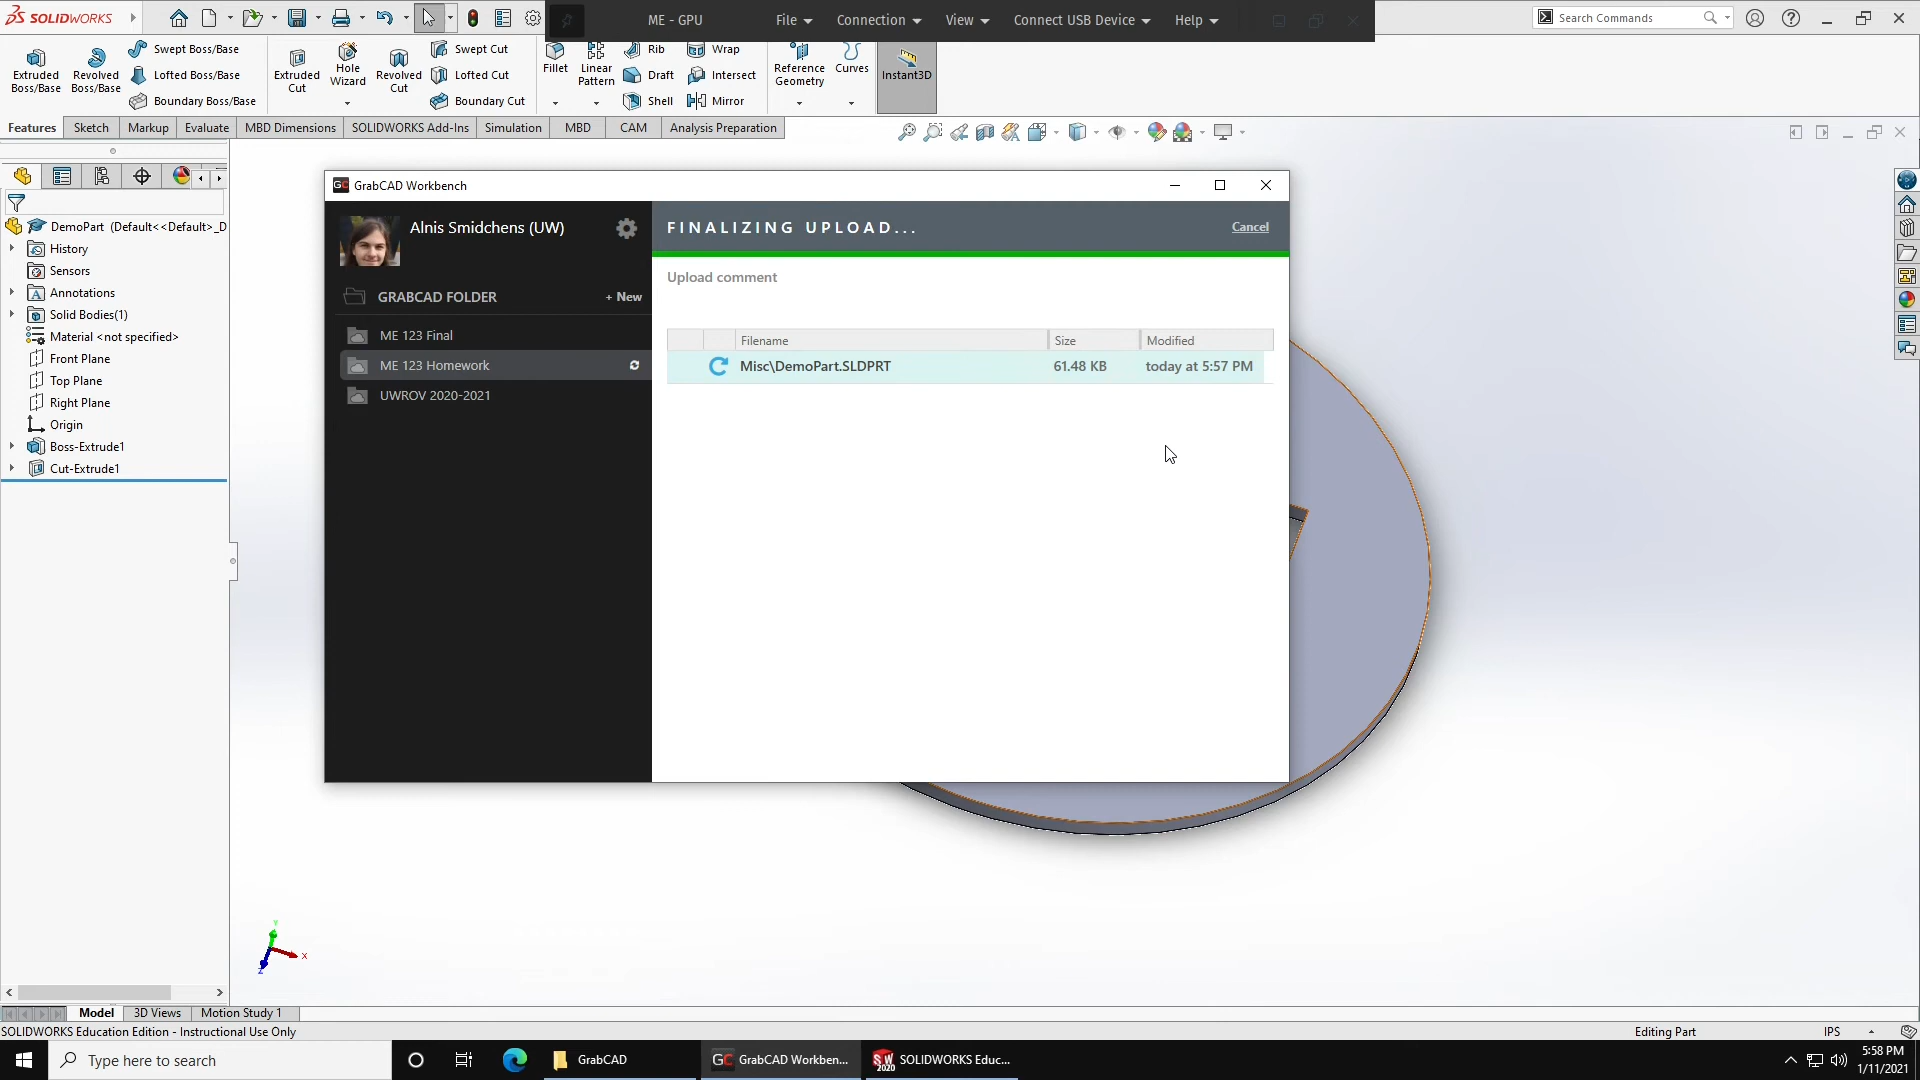 SOLIDWORKS
ME - GPU
File
Connection
View
Connect USB Device
Help
Search Commands
Extruded Boss/Base
Revolved Boss/Base
Swept Boss/Base
Lofted Boss/Base
Boundary Boss/Base
Extruded Cut
Hole Wizard
Revolved Cut
Swept Cut
Lofted Cut
Boundary Cut
Fillet
Linear Pattern
Rib
Draft
Shell
Wrap
Intersect
Mirror
Reference Geometry
Curves
Instant3D
Features
Sketch
Markup
Evaluate
MBD Dimensions
SOLIDWORKS Add-Ins
Simulation
MBD
CAM
Analysis Preparation
DemoPart (Default<<Default>_D
History
Sensors
Annotations
Solid Bodies(1)
Material <not specified>
Front Plane
Top Plane
Right Plane
Origin
Boss-Extrude1
Cut-Extrude1
GC GrabCAD Workbench
Alnis Smidchens (UW)
GRABCAD FOLDER
+ New
ME 123 Final
ME 123 Homework
UWROV 2020-2021
FINALIZING UPLOAD...
Cancel
Upload comment
Filename
Size
Modified
Misc\DemoPart.SLDPRT
61.48 KB
today at 5:57 PM
Y
X
Z
Model
3D Views
Motion Study 1
SOLIDWORKS Education Edition - Instructional Use Only
Editing Part
IPS
Type here to search
GrabCAD
GC GrabCAD Workben...
SW 2020 SOLIDWORKS Educ...
5:58 PM
1/11/2021